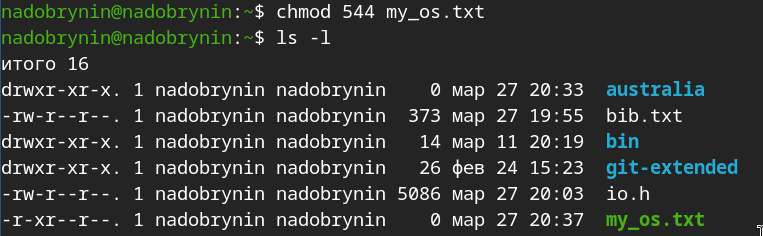 nadobrynin@nadobrynin:~$ chmod 544 my_os.txt
nadobrynin@nadobrynin:~$ ls -l
итого 16
drwxr-xr-x. 1 nadobrynin nadobrynin    0 мар 27 20:33  australia
-rw-r--r--. 1 nadobrynin nadobrynin  373 мар 27 19:55  bib.txt
drwxr-xr-x. 1 nadobrynin nadobrynin   14 мар 11 20:19  bin
drwxr-xr-x. 1 nadobrynin nadobrynin   26 фев 24 15:23  git-extended
-rw-r--r--. 1 nadobrynin nadobrynin 5086 мар 27 20:03  io.h
-r-xr--r--. 1 nadobrynin nadobrynin    0 мар 27 20:37  my_os.txt